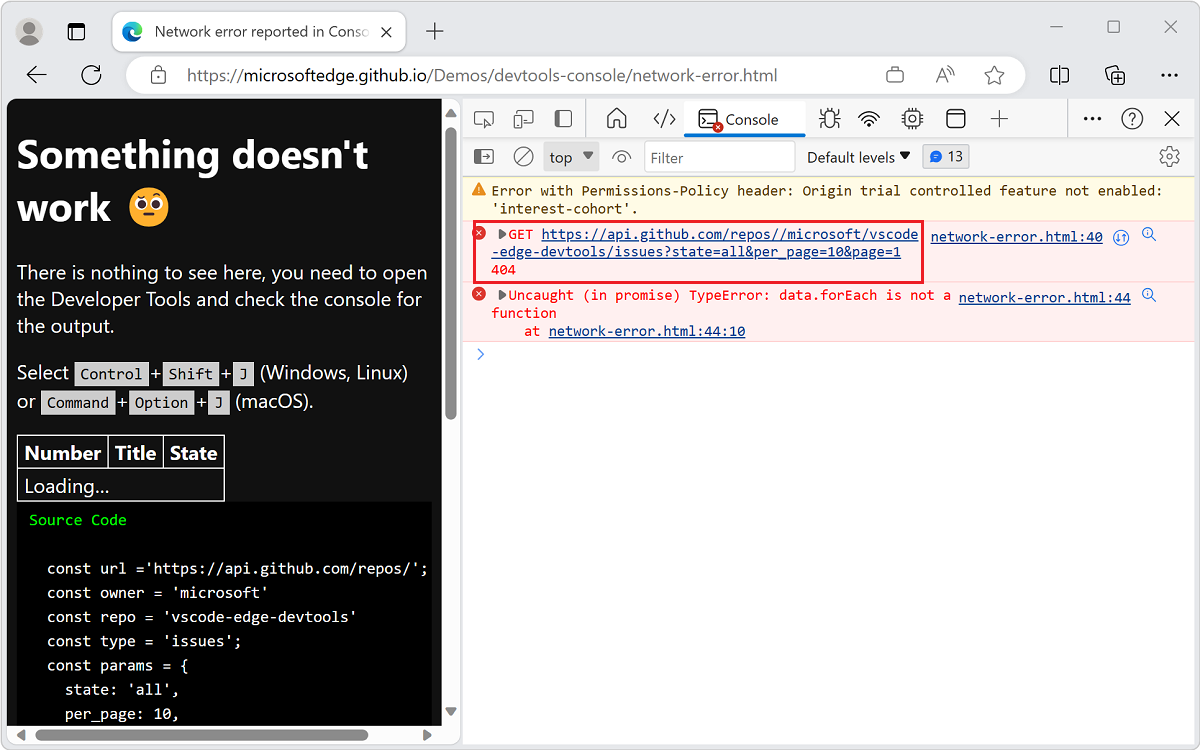 Network error reported in Conso
https://microsoftedge.github.io/Demos/devtools-console/network-error.html
Something doesn't
work
There is nothing to see here, you need to open
the Developer Tools and check the console for
the output.
Select Control+Shift+J (Windows, Linux)
or Command+Option+J (macOS).
Number Title State
Loading...
Source Code
const url ='https://api.github.com/repos/';
const owner = 'microsoft'
const repo = 'vscode-edge-devtools'
const type = 'issues';
const params = {
state: 'all',
per_page: 10,
Console
top Filter Default levels 13
Error with Permissions-Policy header: Origin trial controlled feature not enabled:
'interest-cohort'.
GET https://api.github.com/repos//microsoft/vscode network-error.html:40
-edge-devtools/issues?state=all&per_page=10&page=1
404
Uncaught (in promise) TypeError: data.forEach is not a network-error.html:44
function
at network-error.html:44:10